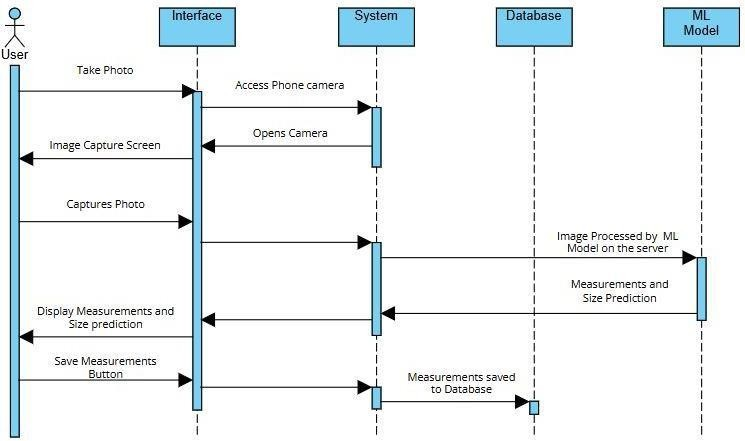 Interface
System
Database
ML
Model
User
Take Photo
Access Phone camera
Opens Camera
Image Capture Screen
Captures Photo
Image Processed by ML
Model on the server
Measurements and
Size Prediction
Display Measurements and
Size prediction
Save Measurements
Button
Measurements saved
to Database